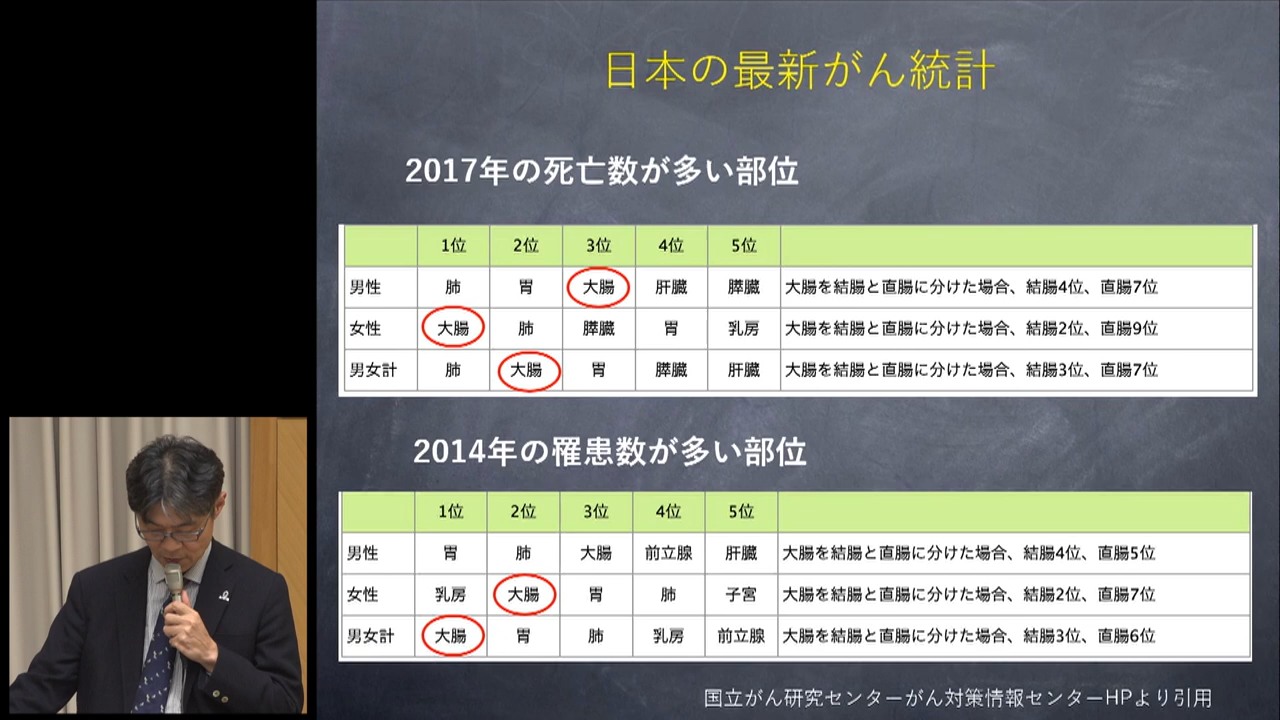 日本の最新がん統計
2017年の死亡数が多い部位
1位 2位 3位 4位 5位
男性 肺 胃 大腸 肝臓 膵臓 大腸を結腸と直腸に分けた場合、結腸4位、直腸7位
女性 大腸 肺 膵臓 胃 乳房 大腸を結腸と直腸に分けた場合、結腸2位、直腸9位
男女計 肺 大腸 胃 膵臓 肝臓 大腸を結腸と直腸に分けた場合、結腸3位、直腸7位
2014年の罹患数が多い部位
1位 2位 3位 4位 5位
男性 胃 肺 大腸 前立腺 肝臓 大腸を結腸と直腸に分けた場合、結腸4位、直腸5位
女性 乳房 大腸 胃 肺 子宮 大腸を結腸と直腸に分けた場合、結腸2位、直腸7位
男女計 大腸 胃 肺 乳房 前立腺 大腸を結腸と直腸に分けた場合、結腸3位、直腸6位
国立がん研究センターがん対策情報センターHPより引用